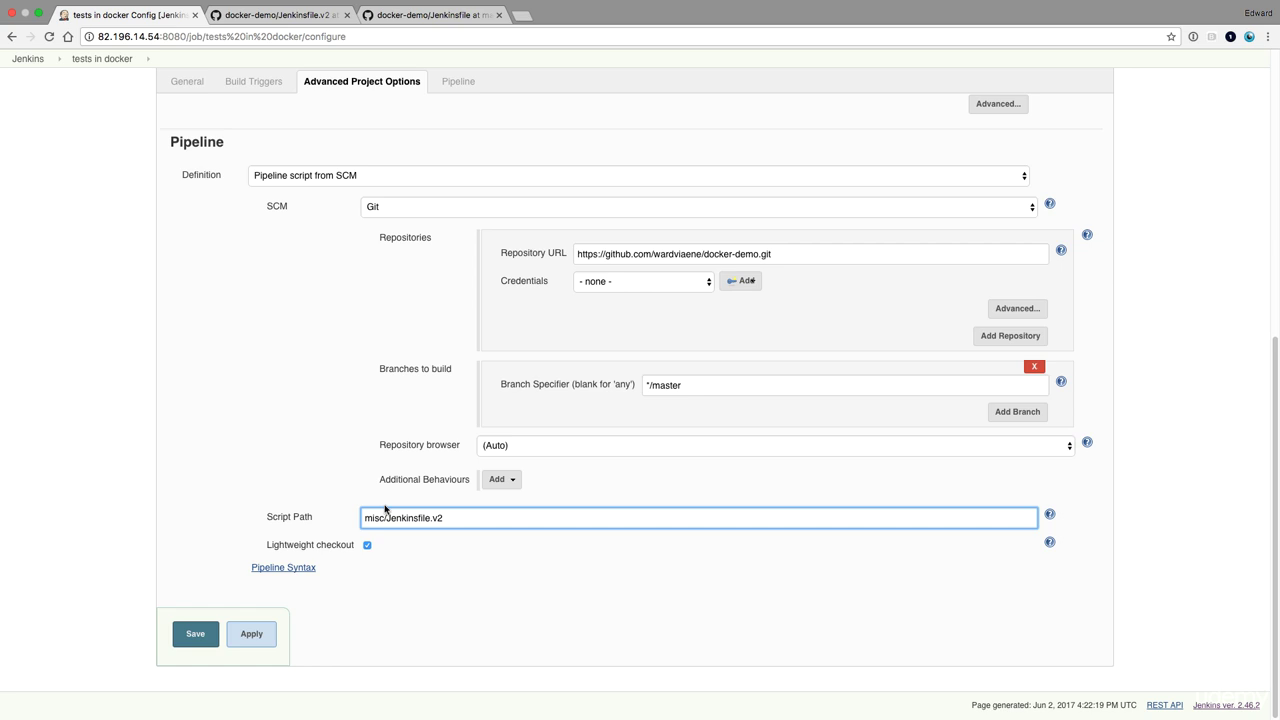 tests in docker Config [Jenkins
docker-demo/Jenkinsfile.v2 at
docker-demo/Jenkinsfile at m
Edward
82.196.14.54:8080/job/tests%20in%20docker/configure
Jenkins
tests in docker
General
Build Triggers
Advanced Project Options
Pipeline
Advanced...
Pipeline
Definition
Pipeline script from SCM
SCM
Git
Repositories
Repository URL
https://github.com/wardviaene/docker-demo.git
Credentials
- none -
Add
Advanced...
Add Repository
Branches to build
X
Branch Specifier (blank for 'any')
*/master
Add Branch
Repository browser
(Auto)
Additional Behaviours
Add
Script Path
misc/Jenkinsfile.v2
Lightweight checkout
Pipeline Syntax
Save
Apply
Page generated: Jun 2, 2017 4:22:19 PM UTC
REST API
Jenkins ver. 2.46.2